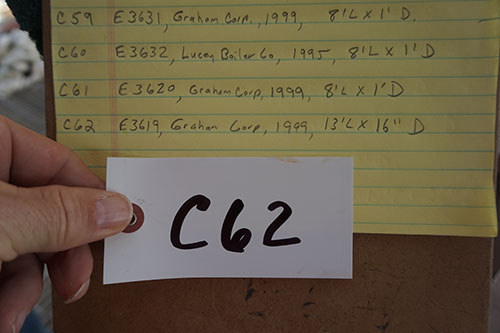 C59 E3631, Graham Corp., 1999, 8'L X 1' D.
C60 E3632, Lucey Boiler Co, 1995, 8'L X 1' D
C61 E3620, Graham Corp, 1999, 8'L X 1' D
C62 E3619, Graham Corp, 1999, 13'L X 16" D
C62